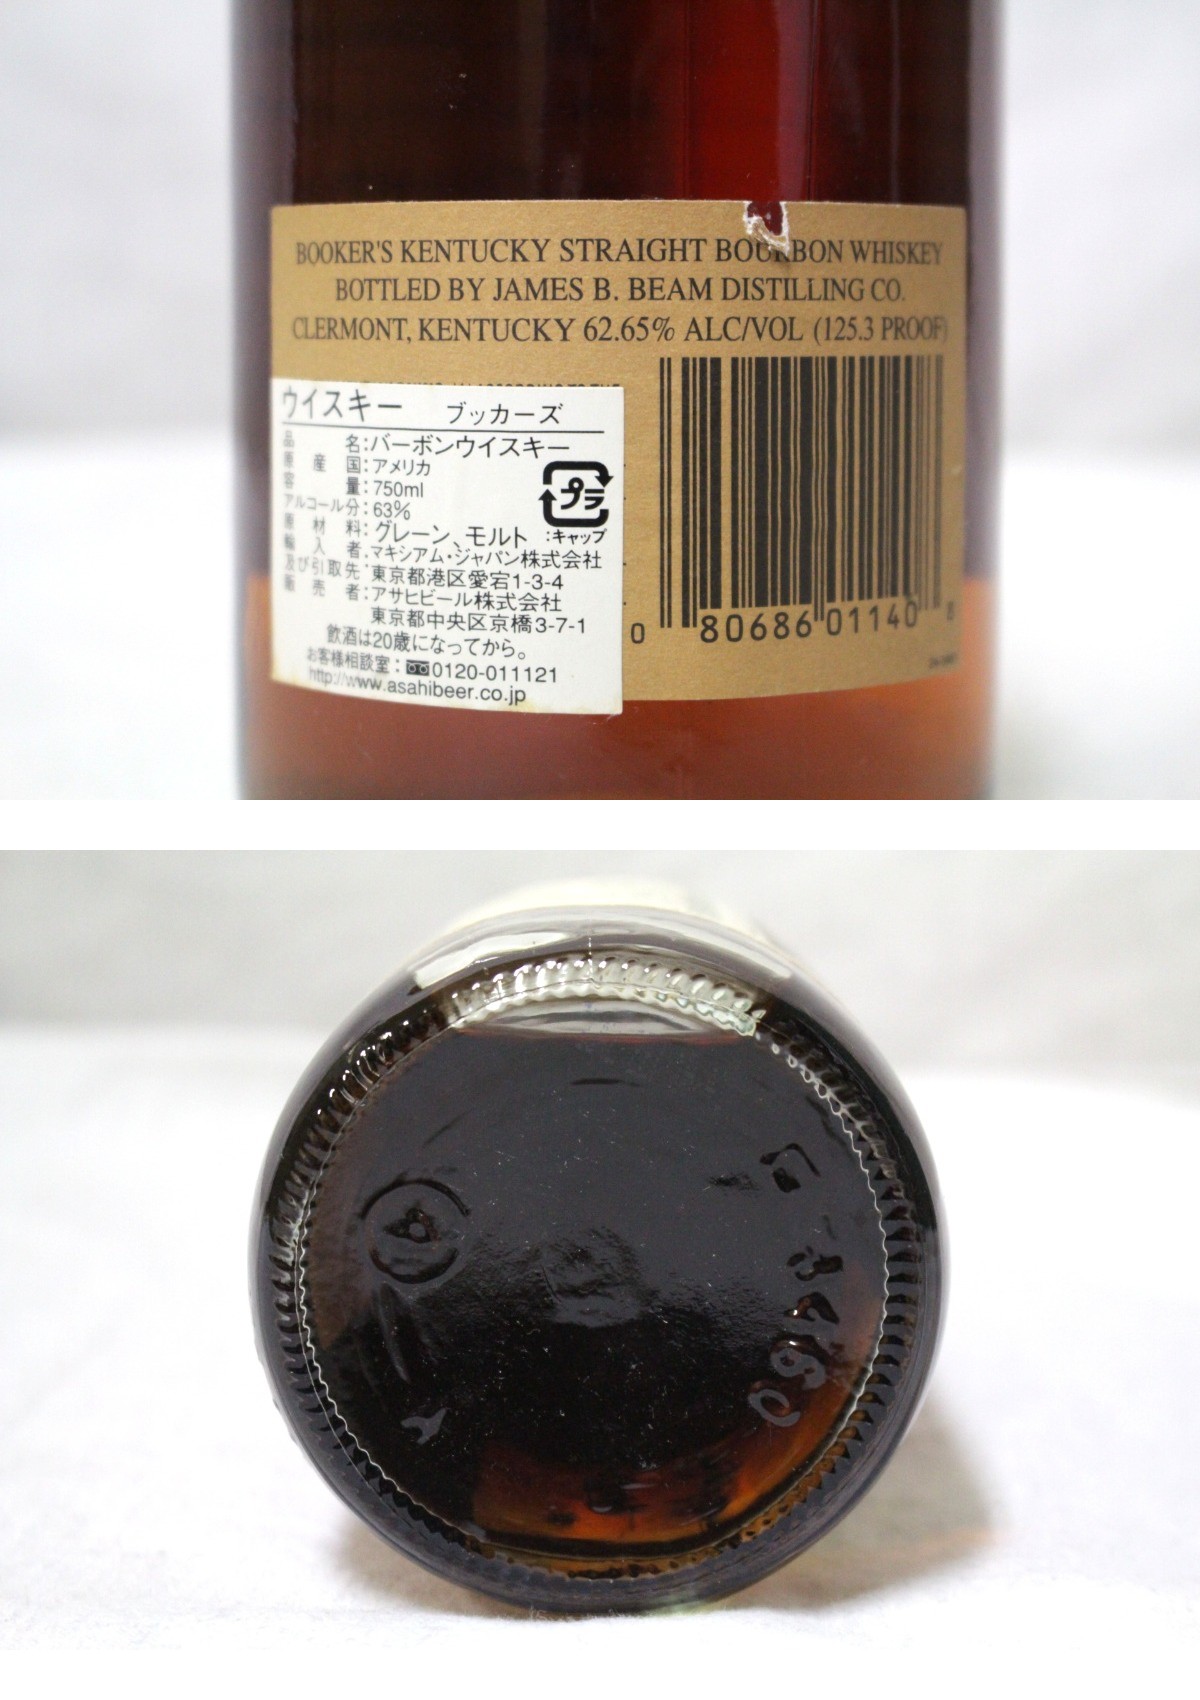 BOOKER'S KENTUCKY STRAIGHT BOURBON WHISKEY
BOTTLED BY JAMES B. BEAM DISTILLING CO.
CLERMONT, KENTUCKY 62.65% ALC/VOL (125.3 PROOF)
ウイスキー ブッカーズ
品名:バーボンウイスキー
原産国:アメリカ
容量:750ml
アルコール分:63%
原材料:グレーン、モルト
プラ
:キャップ
輸入者:マキシアム・ジャパン株式会社
及び引取先:東京都港区愛宕1-3-4
販売者:アサヒビール株式会社
東京都中央区京橋3-7-1
飲酒は20歳になってから。
お客様相談室:0120-011121
http://www.asahibeer.co.jp
0 80686 01140 8